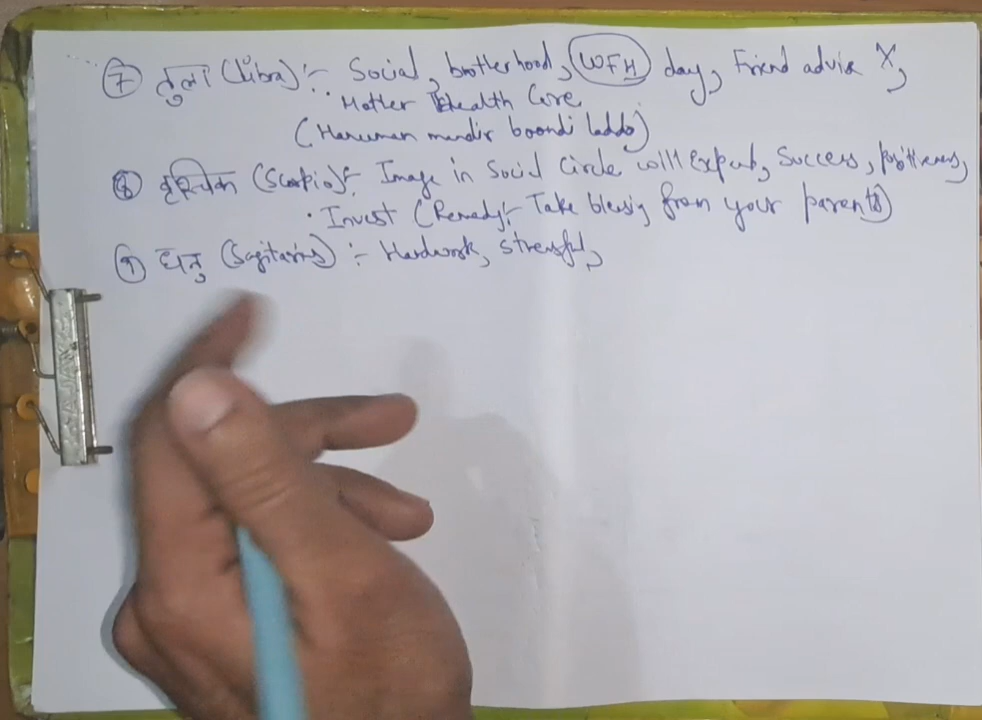 ⑦ तुला (Libra) :- Social, brotherhood, WFH day, Friend advice X,
Mother Health Care
(Hanuman mandir boondi laddo)
⑧ वृश्चिक (Scorpio) :- Image in Social Circle will Expand, Success, positiveness,
• Invest (Remedy :- Take blessing from your parents)
⑨ धनु (Sagitarius) :- Hardwork, stressful,